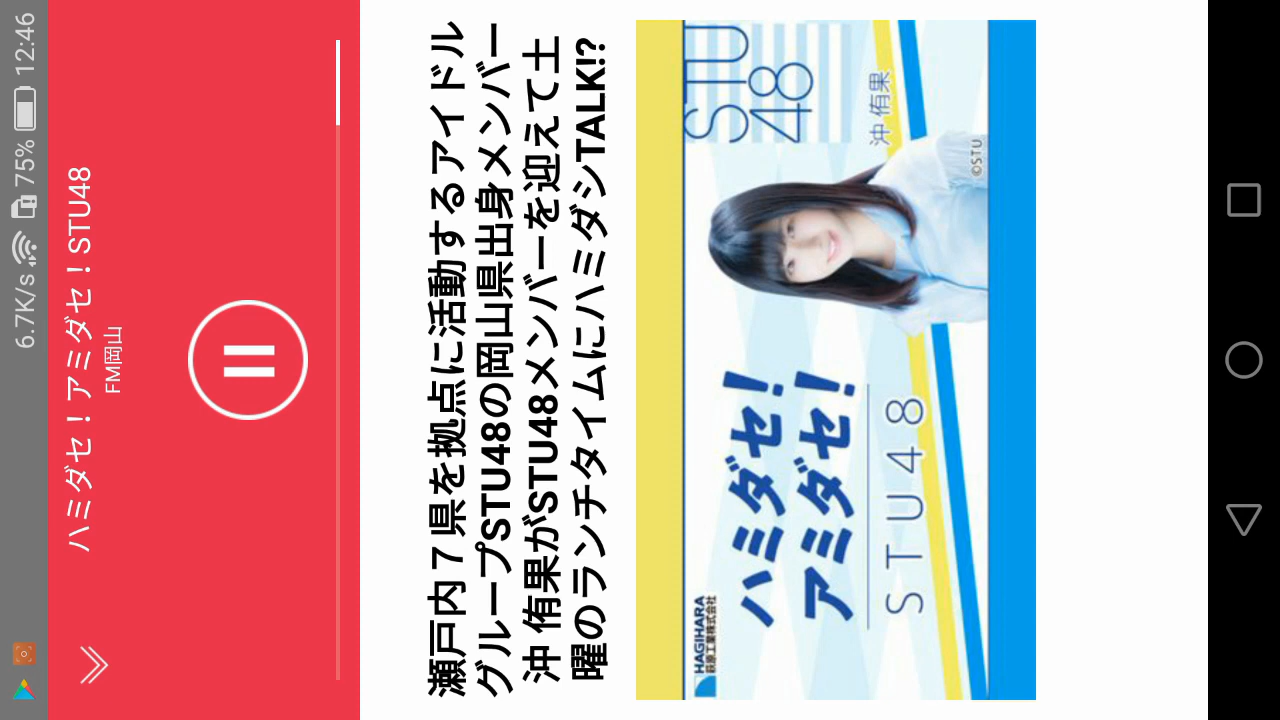 6.7K/s 75% 12:46
ハミダセ！アミダセ！STU48
FM岡山
瀬戸内７県を拠点に活動するアイドル
グループSTU48の岡山県出身メンバー
沖 侑果がSTU48メンバーを迎えて土
曜のランチタイムにハミダシTALK!?
HAGIHARA
萩原工業株式会社
STU
48
ハミダセ!
アミダセ!
STU48
沖 侑果
©STU